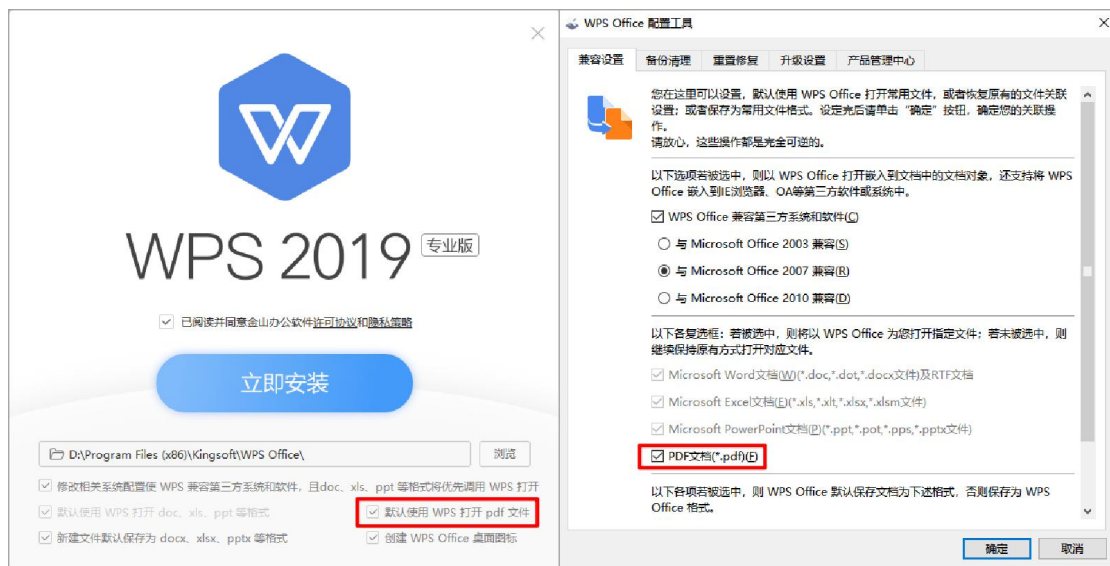 WPS 2019 专业版
已阅读并同意金山办公软件许可协议和隐私策略
立即安装
D:\Program Files (x86)\Kingsoft\WPS Office\
浏览
修改相关系统配置使 WPS 兼容第三方系统和软件，且doc、xls、ppt 等格式将优先调用 WPS 打开
默认使用 WPS 打开 doc、xls、ppt 等格式
默认使用 WPS 打开 pdf 文件
新建文件默认保存为 docx、xlsx、pptx 等格式
创建 WPS Office 桌面图标
WPS Office 配置工具
兼容设置 备份清理 重置修复 升级设置 产品管理中心
您在这里可以设置，默认使用 WPS Office 打开常用文件，或者恢复原有的文件关联
设置；或者保存为常用文件格式。设定完后请单击“确定”按钮，确定您的关联操
作。
请放心，这些操作都是完全可逆的。
以下选项若被选中，则以 WPS Office 打开嵌入到文档中的文档对象，还支持将 WPS
Office 嵌入到IE浏览器、OA等第三方软件或系统中。
WPS Office 兼容第三方系统和软件(C)
与 Microsoft Office 2003 兼容(S)
与 Microsoft Office 2007 兼容(R)
与 Microsoft Office 2010 兼容(D)
以下各复选框：若被选中，则将以 WPS Office 为您打开指定文件；若未被选中，则
继续保持原有方式打开对应文件。
Microsoft Word文档(W)(*.doc,*.dot,*.docx文件)及RTF文档
Microsoft Excel文档(E)(*.xls,*.xlt,*.xlsx,*.xlsm文件)
Microsoft PowerPoint文档(P)(*.ppt,*.pot,*.pps,*.pptx文件)
PDF文档(*.pdf)(F)
以下各项若被选中，则 WPS Office 默认保存文档为下述格式，否则保存为 WPS
Office 格式。
确定
取消